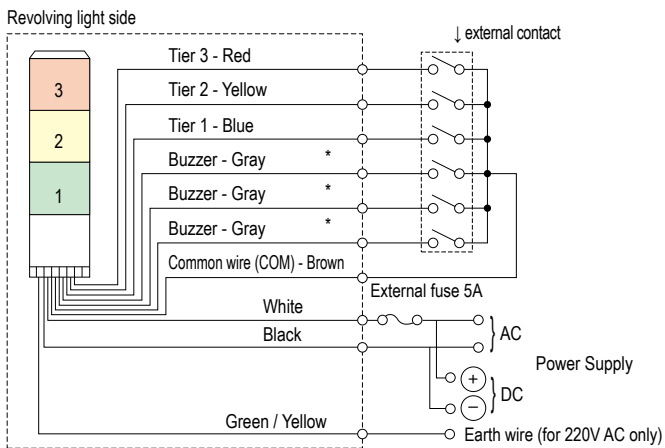 Revolving light side
↓ external contact
Tier 3 - Red
3
Tier 2 - Yellow
2
Tier 1 - Blue
Buzzer - Gray *
1
Buzzer - Gray *
Buzzer - Gray *
Common wire (COM) - Brown
External fuse 5A
White
Black
AC
Power Supply
+
DC
−
Green / Yellow
Earth wire (for 220V AC only)